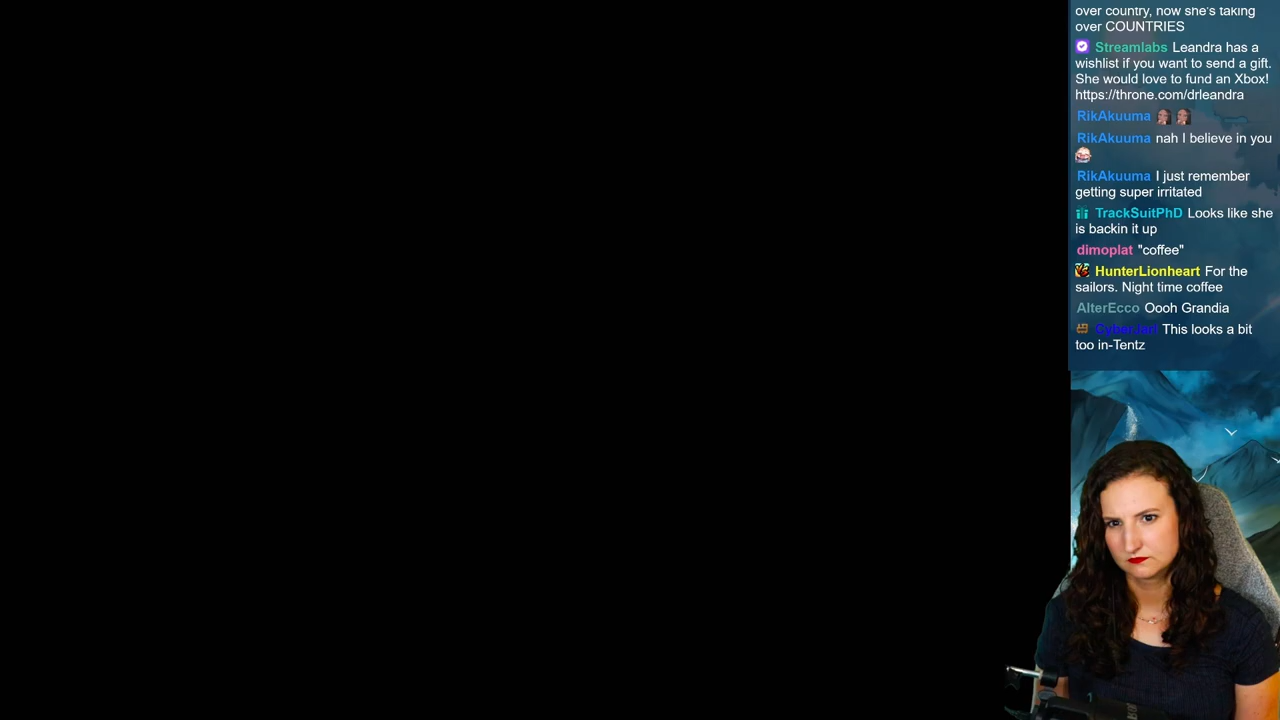 over country, now she's taking
over COUNTRIES
Streamlabs Leandra has a
wishlist if you want to send a gift.
She would love to fund an Xbox!
https://throne.com/drleandra
RikAkuuma
RikAkuuma nah I believe in you
RikAkuuma I just remember
getting super irritated
TrackSuitPhD Looks like she
is backin it up
dimoplat "coffee"
HunterLionheart For the
sailors. Night time coffee
AlterEcco Oooh Grandia
CyberJarl This looks a bit
too in-Tentz